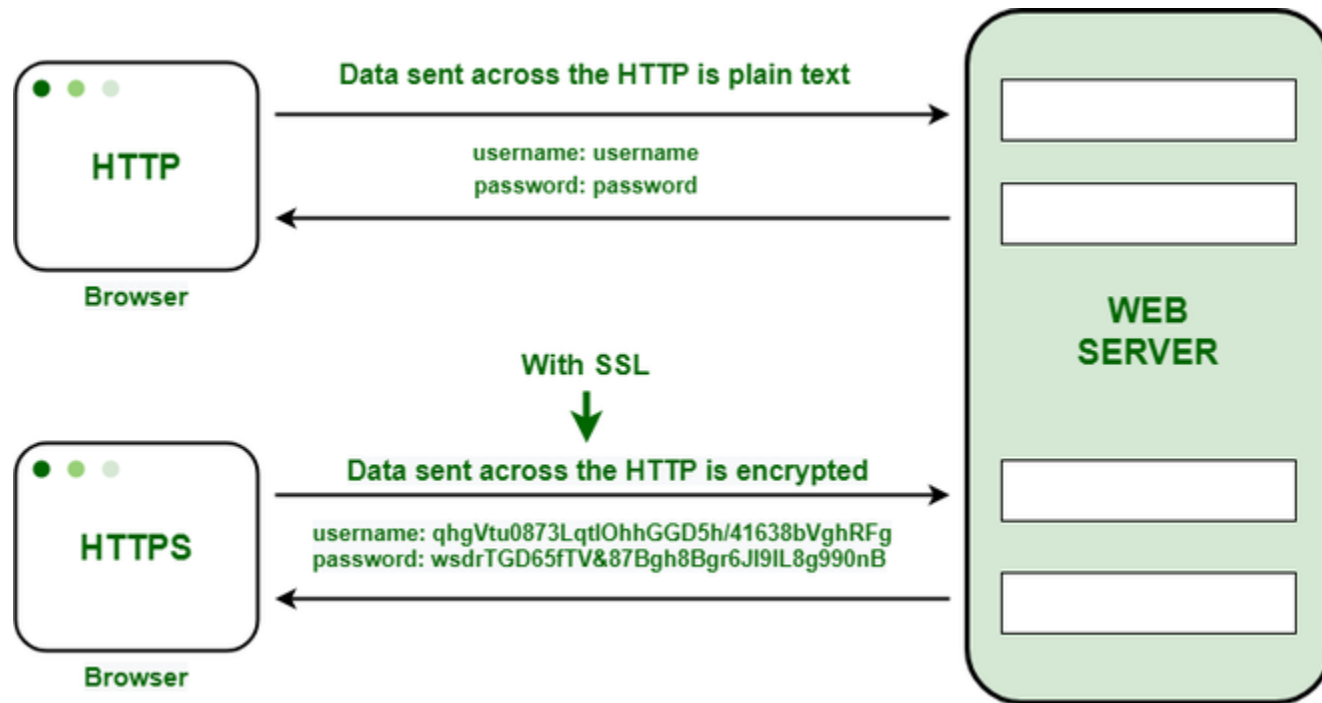 Data sent across the HTTP is plain text
HTTP
username: username
password: password
Browser
WEB
SERVER
With SSL
Data sent across the HTTP is encrypted
HTTPS
username: qhgVtu0873LqtlOhhGGD5h/41638bVghRFg
password: wsdrTGD65fTV&87Bgh8Bgr6Jl9lL8g990nB
Browser